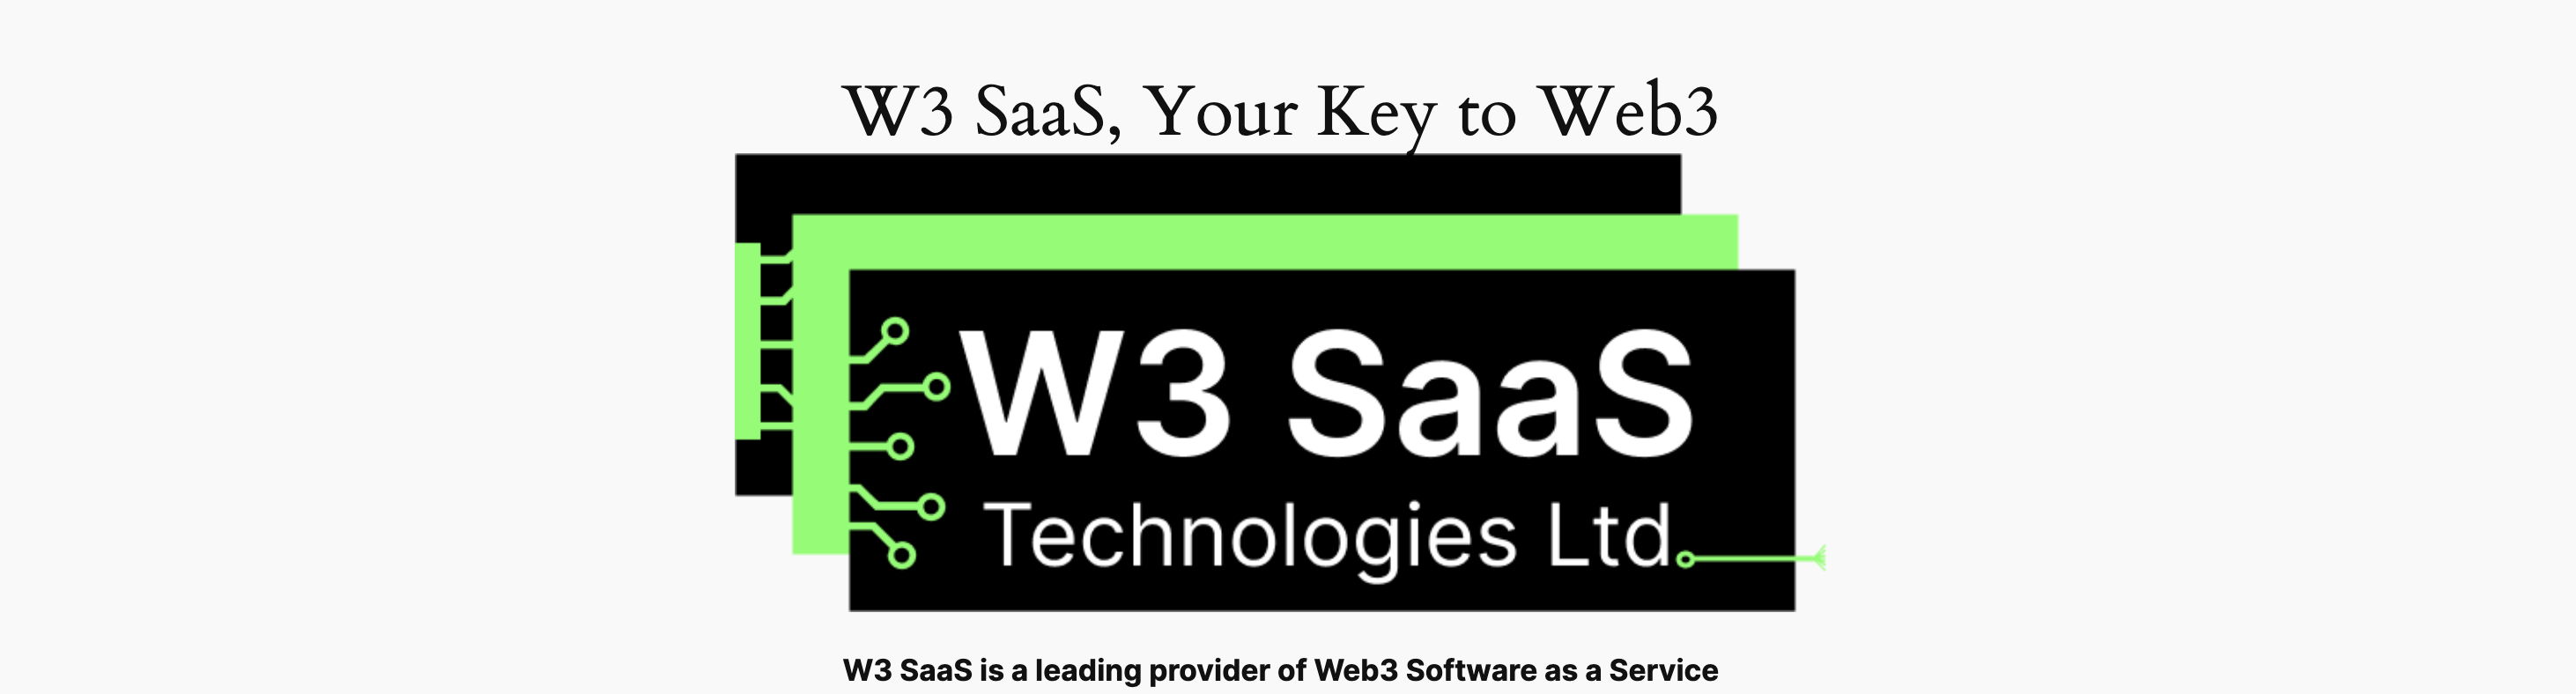 W3 SaaS, Your Key to Web3
W3 SaaS
Technologies Ltd.
W3 SaaS is a leading provider of Web3 Software as a Service